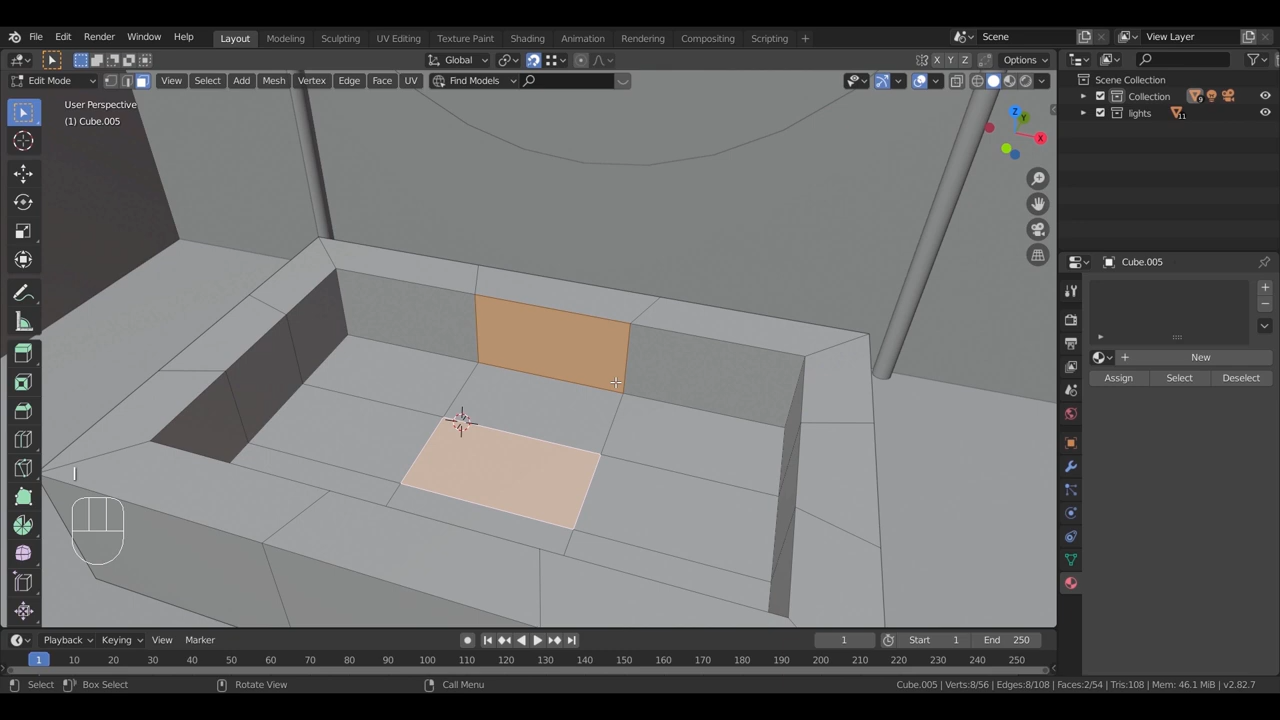 File Edit Render Window Help Layout Modeling Sculpting UV Editing Texture Paint Shading Animation Rendering Compositing Scripting + Scene View Layer
Global X Y Z Options
Edit Mode View Select Add Mesh Vertex Edge Face UV Find Models
User Perspective
(1) Cube.005
Z
Y
X
Scene Collection
Collection 9
lights 11
Cube.005
+
New
Assign Select Deselect
I
Playback Keying View Marker 1 Start 1 End 250
1 10 20 30 40 50 60 70 80 90 100 110 120 130 140 150 160 170 180 190 200 210 220 230 240 250
Select Box Select Rotate View Call Menu Cube.005 | Verts:8/56 | Edges:8/108 | Faces:2/54 | Tris:108 | Mem: 46.1 MiB | v2.82.7